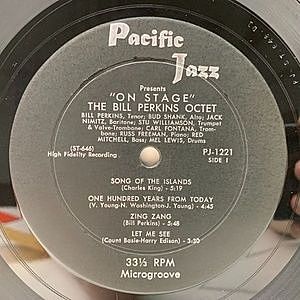 Pacific
Jazz
Presents
"ON STAGE"
THE BILL PERKINS OCTET
BILL PERKINS, Tenor; BUD SHANK, Alto; JACK
NIMITZ, Baritone; STU WILLIAMSON, Trumpet
& Valve-Trombone; CARL FONTANA, Trom-
bone; RUSS FREEMAN, Piano; RED
MITCHELL, Bass; MEL LEWIS, Drums
(ST-646)
High Fidelity Recording
PJ-1221
SIDE 1
SONG OF THE ISLANDS
(Charles King) - 5:19
ONE HUNDRED YEARS FROM TODAY
(V. Young-N. Washington-J. Young) - 4:45
ZING ZANG
(Bill Perkins) - 5:48
LET ME SEE
(Count Basie-Harry Edison) - 3:30
33⅓ RPM
Microgroove